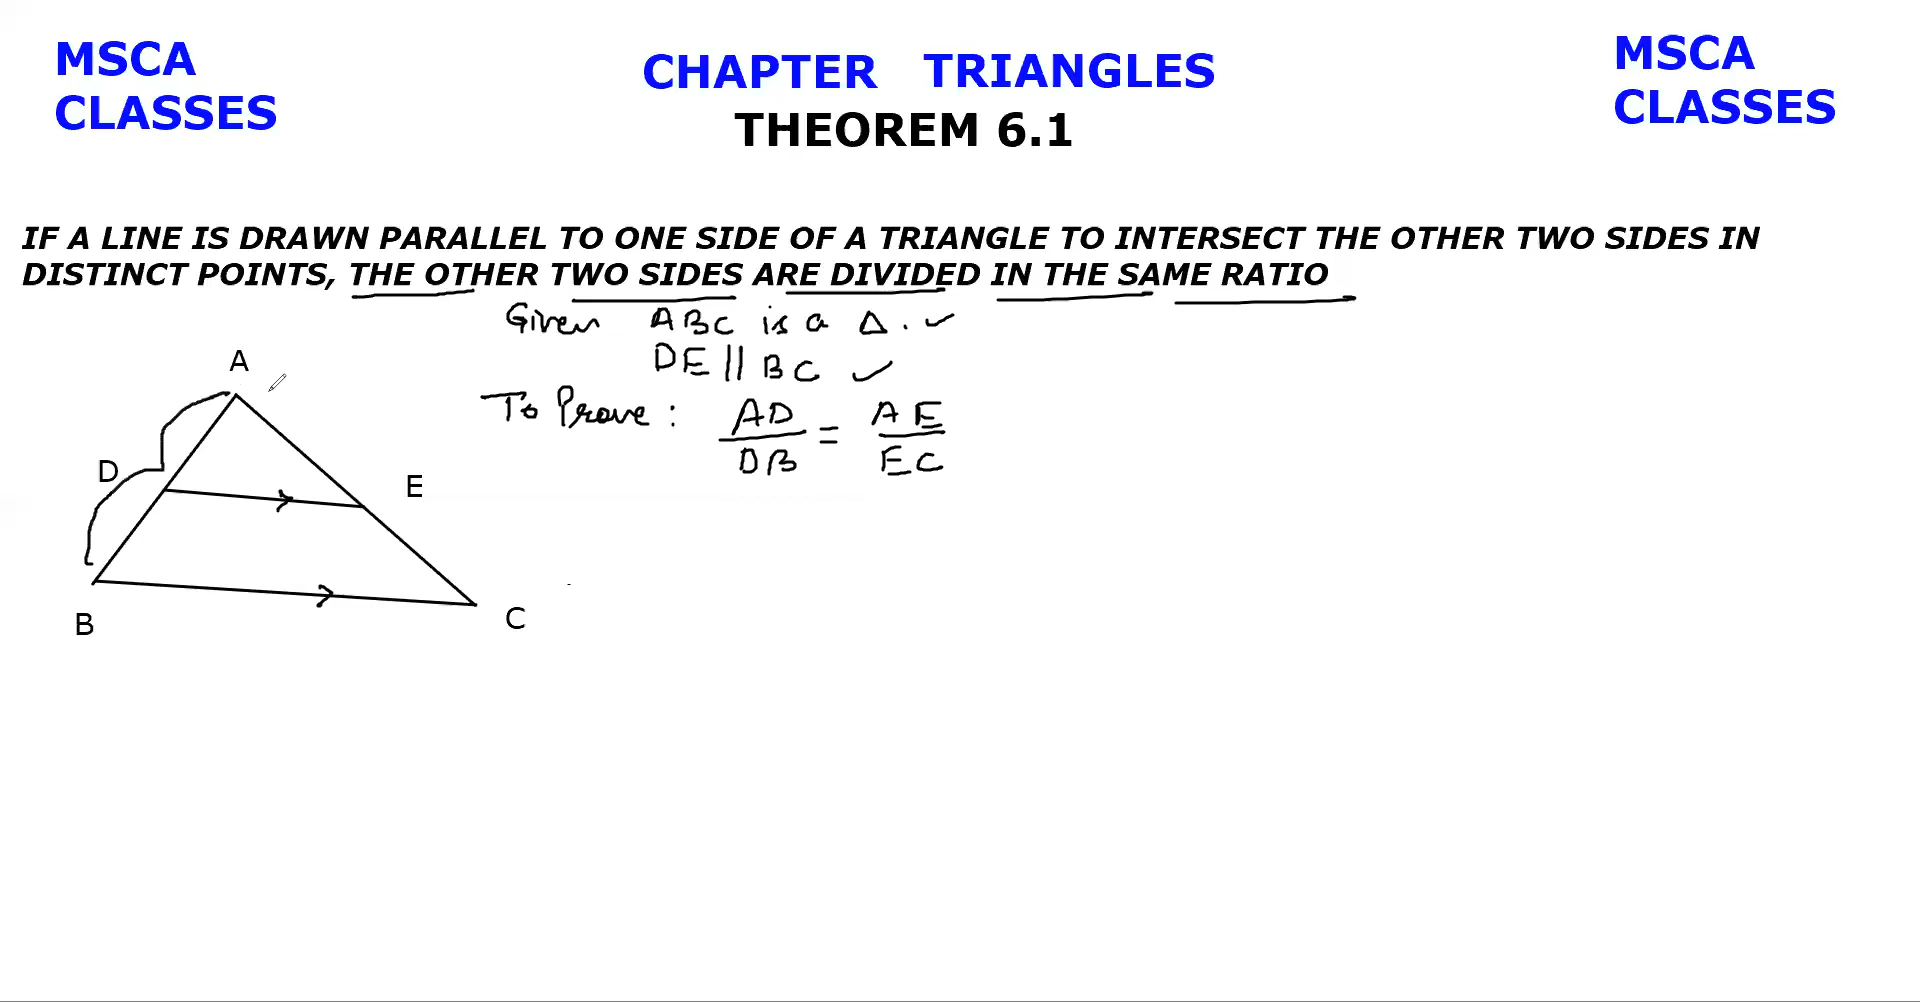 MSCA
CLASSES
CHAPTER TRIANGLES
THEOREM 6.1
MSCA
CLASSES
IF A LINE IS DRAWN PARALLEL TO ONE SIDE OF A TRIANGLE TO INTERSECT THE OTHER TWO SIDES IN
DISTINCT POINTS, THE OTHER TWO SIDES ARE DIVIDED IN THE SAME RATIO
Given ABC is a Δ. ✓
DE || BC ✓
To Prove: AD/DB = AE/EC
A
D
E
B
C